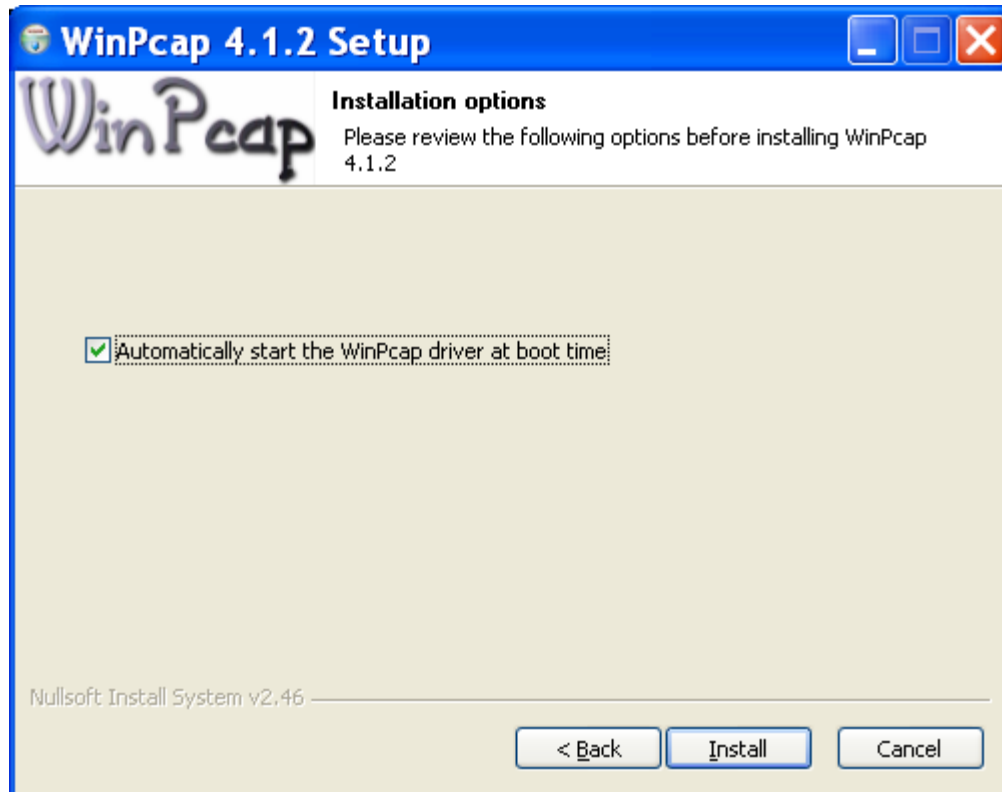 WinPcap 4.1.2 Setup
WinPcap
Installation options
Please review the following options before installing WinPcap
4.1.2
Automatically start the WinPcap driver at boot time
Nullsoft Install System v2.46
< Back
Install
Cancel